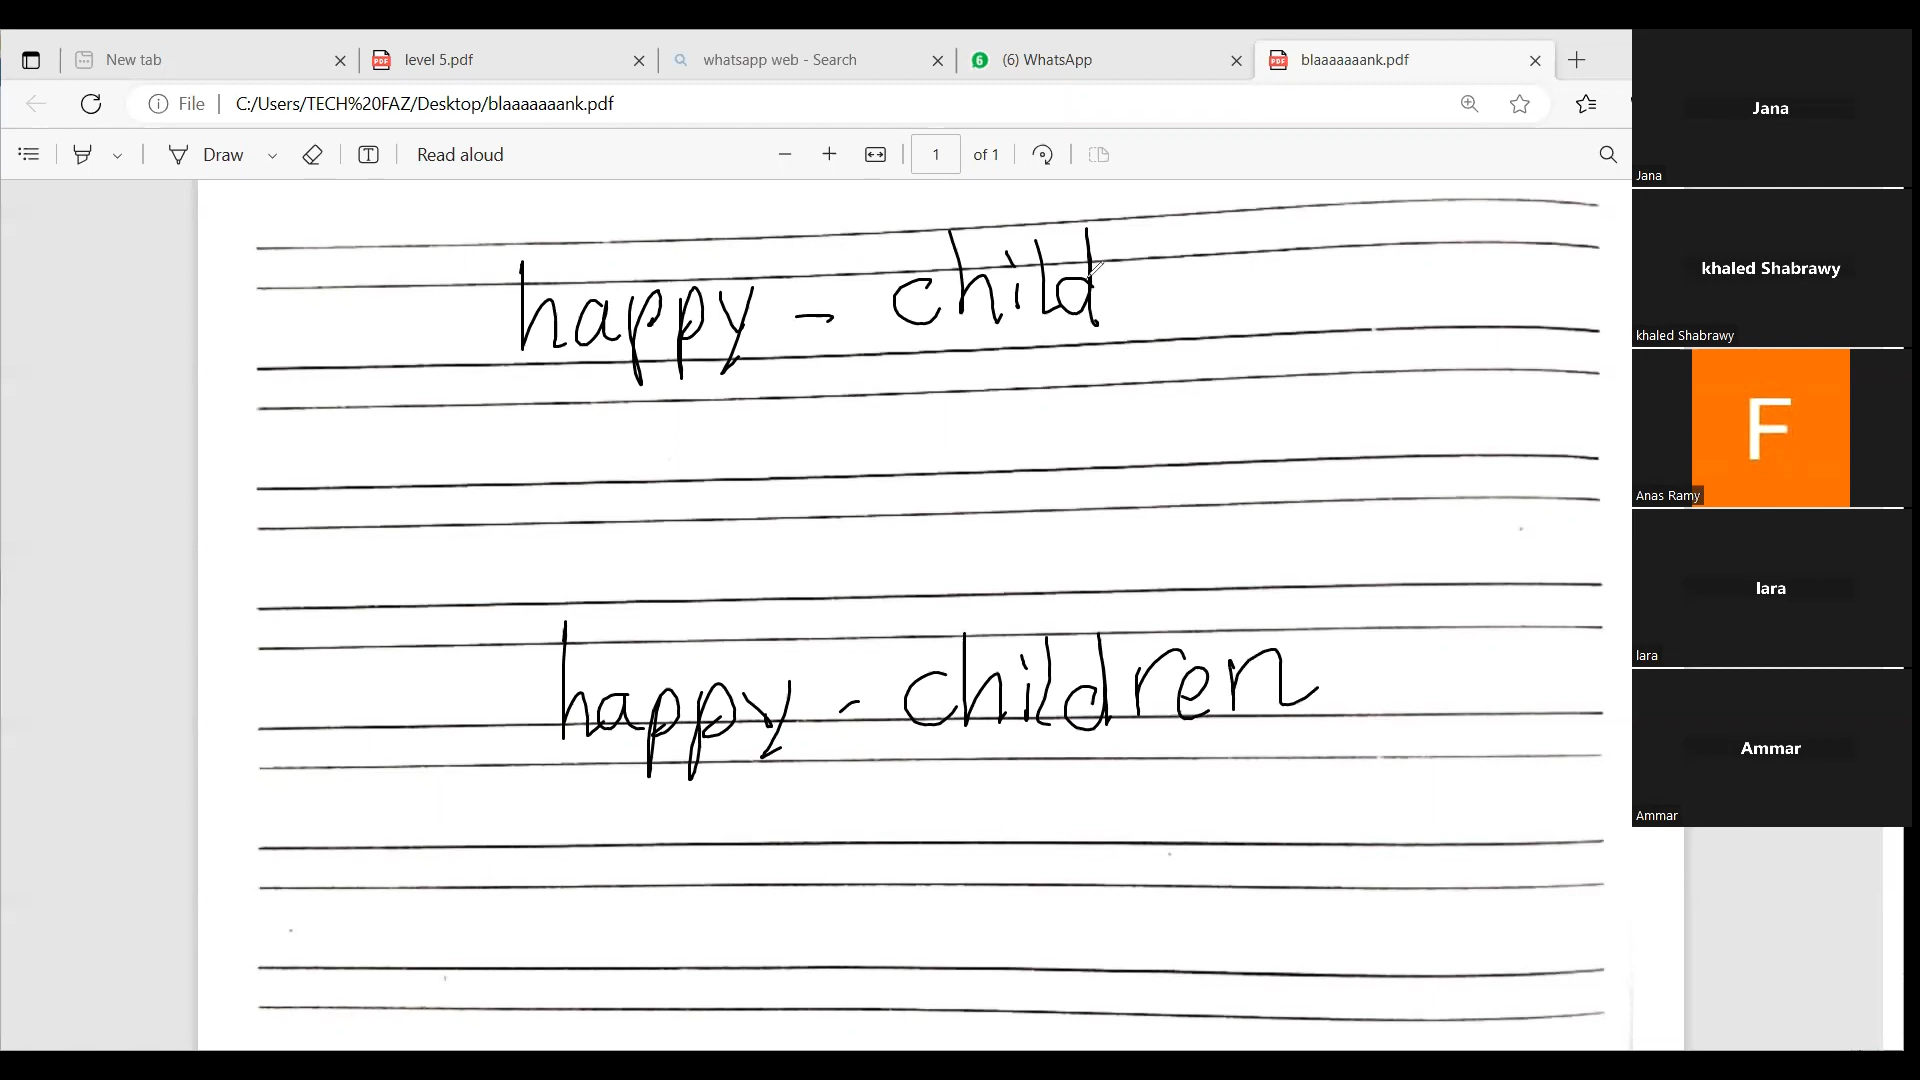 New tab
level 5.pdf
whatsapp web - Search
6 (6) WhatsApp
blaaaaaaank.pdf
File C:/Users/TECH%20FAZ/Desktop/blaaaaaaank.pdf
Draw
Read aloud
1 of 1
happy - child
happy - children
Jana
Jana
khaled Shabrawy
khaled Shabrawy
F
Anas Ramy
lara
lara
Ammar
Ammar